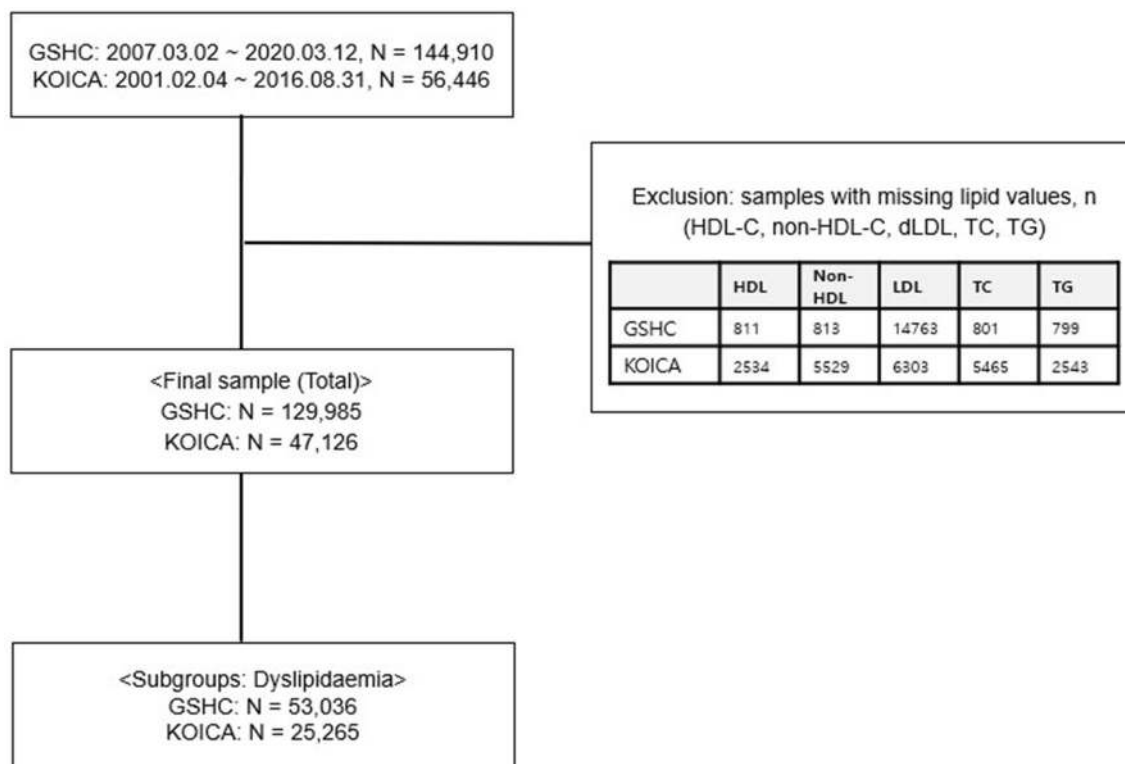 GSHC: 2007.03.02 ~ 2020.03.12, N = 144,910
KOICA: 2001.02.04 ~ 2016.08.31, N = 56,446
Exclusion: samples with missing lipid values, n
(HDL-C, non-HDL-C, dLDL, TC, TG)
HDL Non- LDL TC TG
HDL
GSHC 811 813 14763 801 799
KOICA 2534 5529 6303 5465 2543
<Final sample (Total)>
GSHC: N = 129,985
KOICA: N = 47,126
<Subgroups: Dyslipidaemia>
GSHC: N = 53,036
KOICA: N = 25,265